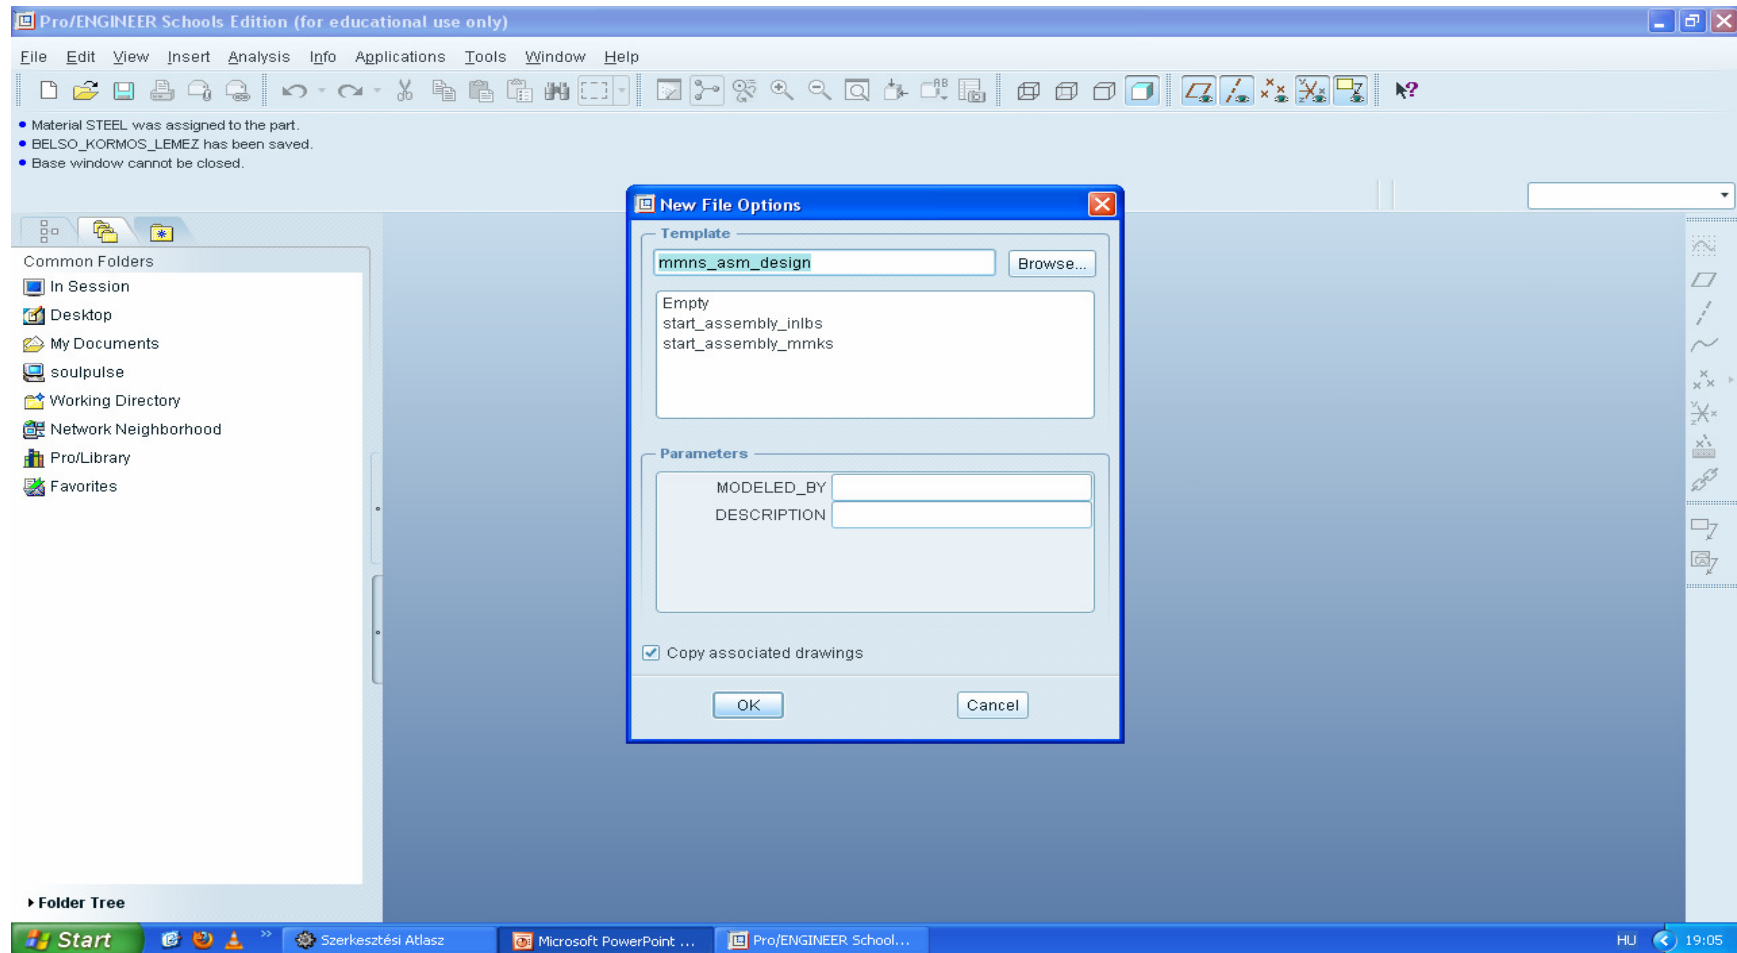 Pro/ENGINEER Schools Edition (for educational use only)
File Edit View Insert Analysis Info Applications Tools Window Help
Material STEEL was assigned to the part.
BELSO_KORMOS_LEMEZ has been saved.
Base window cannot be closed.
New File Options
Template
mmns_asm_design
Browse...
Empty
start_assembly_inlbs
start_assembly_mmks
Parameters
MODELED_BY
DESCRIPTION
Copy associated drawings
OK Cancel
Common Folders
In Session
Desktop
My Documents
soulpulse
Working Directory
Network Neighborhood
Pro/Library
Favorites
Folder Tree
Start Szerkesztési Atlasz Microsoft PowerPoint ... Pro/ENGINEER School... HU 19:05